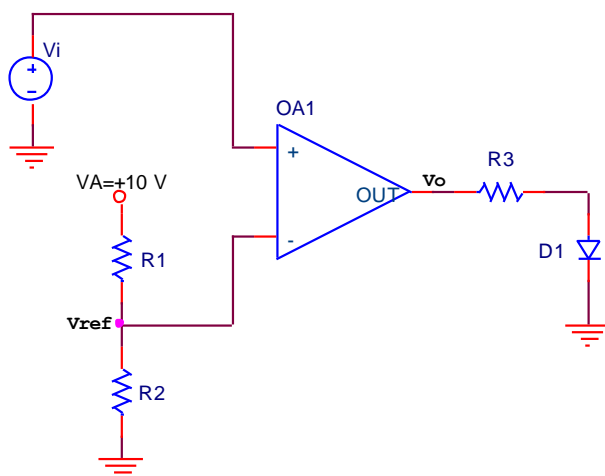 Vi
+
-
OA1
+
-
OUT
Vo
R3
D1
VA=+10 V
R1
Vref
R2